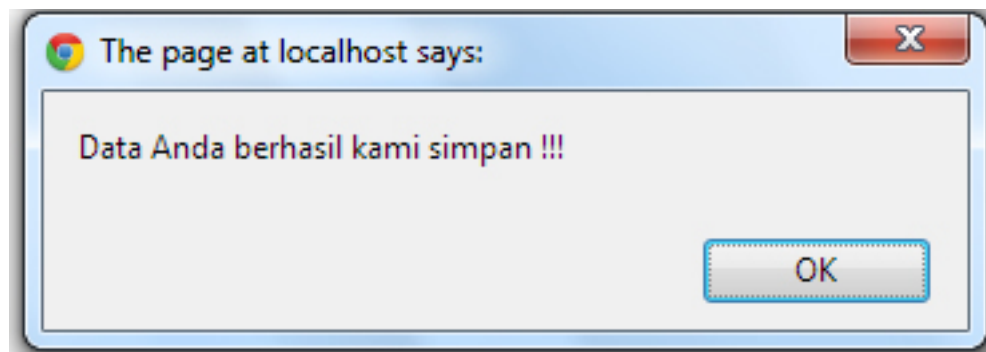 The page at localhost says:
Data Anda berhasil kami simpan !!!
OK